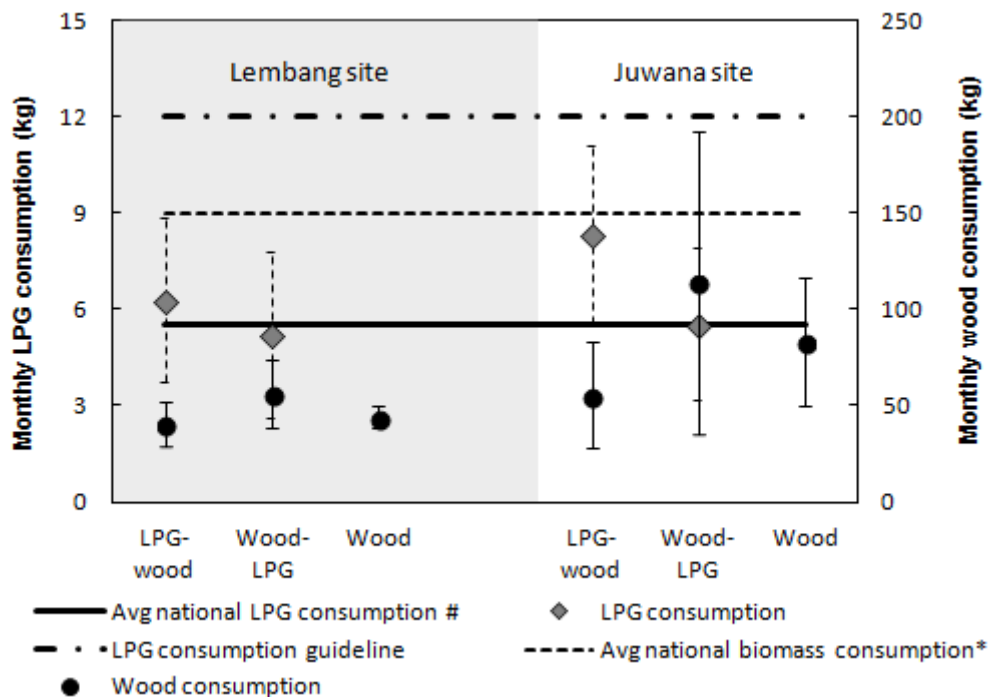 15
250
Lembang site
Juwana site
12
200
9
150
6
100
3
50
0
0
Monthly LPG consumption (kg)
Monthly wood consumption (kg)
LPG-
wood
Wood-
LPG
Wood
LPG-
wood
Wood-
LPG
Wood
Avg national LPG consumption #
LPG consumption
LPG consumption guideline
Avg national biomass consumption*
Wood consumption